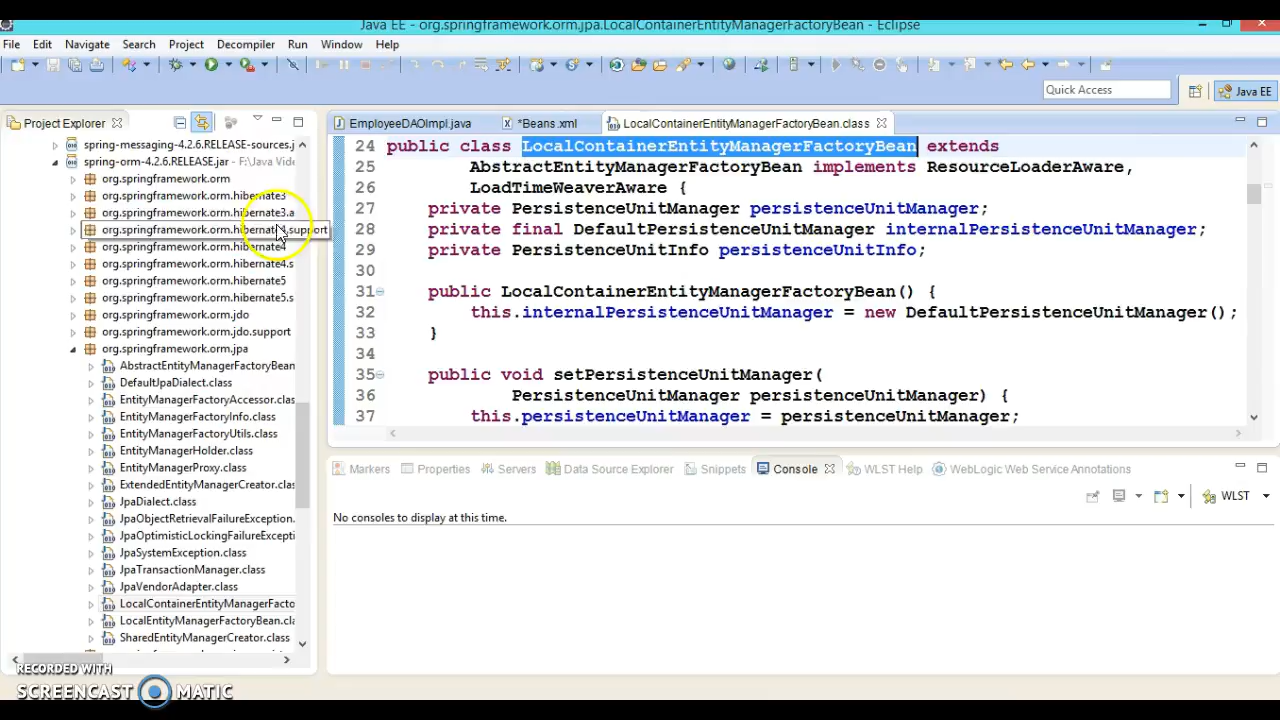 Java EE - org.springframework.orm.jpa.LocalContainerEntityManagerFactoryBean - Eclipse
File Edit Navigate Search Project Decompiler Run Window Help
Quick Access Java EE
Project Explorer
EmployeeDAOImpl.java *Beans.xml LocalContainerEntityManagerFactoryBean.class
spring-messaging-4.2.6.RELEASE-sources.j
spring-orm-4.2.6.RELEASE.jar - F:\Java Vide
org.springframework.orm
org.springframework.orm.hibernate3
org.springframework.orm.hibernate3.a
org.springframework.orm.support
org.springframework.orm.hibernate4
org.springframework.orm.hibernate4.s
org.springframework.orm.hibernate5
org.springframework.orm.hibernate5.s
org.springframework.orm.jdo
org.springframework.orm.jdo.support
org.springframework.orm.jpa
AbstractEntityManagerFactoryBean
DefaultJpaDialect.class
EntityManagerFactoryAccessor.clas
EntityManagerFactoryInfo.class
EntityManagerFactoryUtils.class
EntityManagerHolder.class
EntityManagerProxy.class
ExtendedEntityManagerCreator.clas
JpaDialect.class
JpaObjectRetrievalFailureException.
JpaOptimisticLockingFailureExcepti
JpaSystemException.class
JpaTransactionManager.class
JpaVendorAdapter.class
LocalContainerEntityManagerFacto
LocalEntityManagerFactoryBean.cla
SharedEntityManagerCreator.class
24 public class LocalContainerEntityManagerFactoryBean extends
25 AbstractEntityManagerFactoryBean implements ResourceLoaderAware,
26 LoadTimeWeaverAware {
27 private PersistenceUnitManager persistenceUnitManager;
28 private final DefaultPersistenceUnitManager internalPersistenceUnitManager;
29 private PersistenceUnitInfo persistenceUnitInfo;
30
31 public LocalContainerEntityManagerFactoryBean() {
32 this.internalPersistenceUnitManager = new DefaultPersistenceUnitManager();
33 }
34
35 public void setPersistenceUnitManager(
36 PersistenceUnitManager persistenceUnitManager) {
37 this.persistenceUnitManager = persistenceUnitManager;
Markers Properties Servers Data Source Explorer Snippets Console WLST Help WebLogic Web Service Annotations
WLST
No consoles to display at this time.
RECORDED WITH
SCREENCAST MATIC